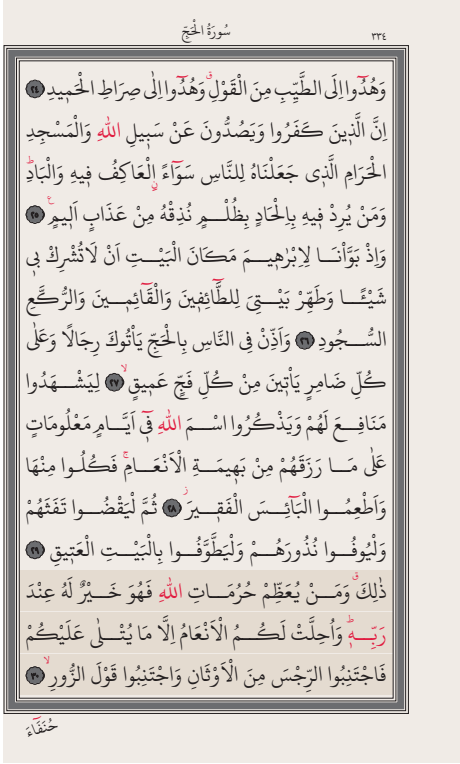 سُورَةُ الْحَجّ
٣٣٤
وَهُدُٓوا اِلَى الطَّيِّبِ مِنَ الْقَوْلِۗ وَهُدُٓوا اِلٰى صِرَاطِ الْحَم۪يدِ ﴿٢٤﴾
اِنَّ الَّذ۪ينَ كَفَرُوا وَيَصُدُّونَ عَنْ سَب۪يلِ اللّٰهِ وَالْمَسْجِدِ
الْحَرَامِ الَّذ۪ي جَعَلْنَاهُ لِلنَّاسِ سَوَٓاءًۨ الْعَاكِفُ ف۪يهِ وَالْبَادِۜ
وَمَنْ يُرِدْ ف۪يهِ بِاِلْحَادٍ بِظُلْمٍ نُذِقْهُ مِنْ عَذَابٍ اَل۪يمٍ۟ ﴿٢٥﴾
وَاِذْ بَوَّأْنَا لِاِبْرٰه۪يمَ مَكَانَ الْبَيْتِ اَنْ لَا تُشْرِكْ ب۪ي
شَيْـًٔا وَطَهِّرْ بَيْتِيَ لِلطَّٓائِف۪ينَ وَالْقَٓائِم۪ينَ وَالرُّكَّعِ
السُّجُودِ ﴿٢٦﴾ وَاَذِّنْ فِي النَّاسِ بِالْحَجِّ يَأْتُوكَ رِجَالًا وَعَلٰى
كُلِّ ضَامِرٍ يَأْت۪ينَ مِنْ كُلِّ فَجٍّ عَم۪يقٍۙ ﴿٢٧﴾ لِيَشْهَدُوا
مَنَافِعَ لَهُمْ وَيَذْكُرُوا اسْمَ اللّٰهِ ف۪ٓي اَيَّامٍ مَعْلُومَاتٍ
عَلٰى مَا رَزَقَهُمْ مِنْ بَه۪يمَةِ الْاَنْعَامِۚ فَكُلُوا مِنْهَا
وَاَطْعِمُوا الْبَٓائِسَ الْفَق۪يرَۘ ﴿٢٨﴾ ثُمَّ لْيَقْضُوا تَفَثَهُمْ
وَلْيُوفُوا نُذُورَهُمْ وَلْيَطَّوَّفُوا بِالْبَيْتِ الْعَت۪يقِ ﴿٢٩﴾
ذٰلِكَۗ وَمَنْ يُعَظِّمْ حُرُمَاتِ اللّٰهِ فَهُوَ خَيْرٌ لَهُ عِنْدَ
رَبِّه۪ۜ وَاُحِلَّتْ لَكُمُ الْاَنْعَامُ اِلَّا مَا يُتْلٰى عَلَيْكُمْ
فَاجْتَنِبُوا الرِّجْسَ مِنَ الْاَوْثَانِ وَاجْتَنِبُوا قَوْلَ الزُّورِۙ ﴿٣٠﴾
حُنَفَٓاءَ